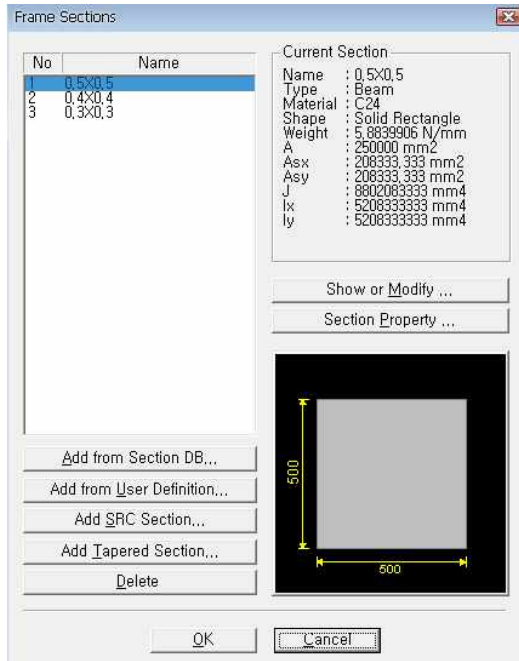 Frame Sections
No Name
1 0,5X0,5
2 0,4X0,4
3 0,3X0,3
Add from Section DB,,,
Add from User Definition,,,
Add SRC Section,,,
Add Tapered Section,,,
Delete
Current Section
Name : 0,5X0,5
Type : Beam
Material : C24
Shape : Solid Rectangle
Weight : 5,8839906 N/mm
A : 250000 mm2
Asx : 208333,333 mm2
Asy : 208333,333 mm2
J : 8802083333 mm4
Ix : 5208333333 mm4
Iy : 5208333333 mm4
Show or Modify ,,,
Section Property ,,,
500
500
OK
Cancel